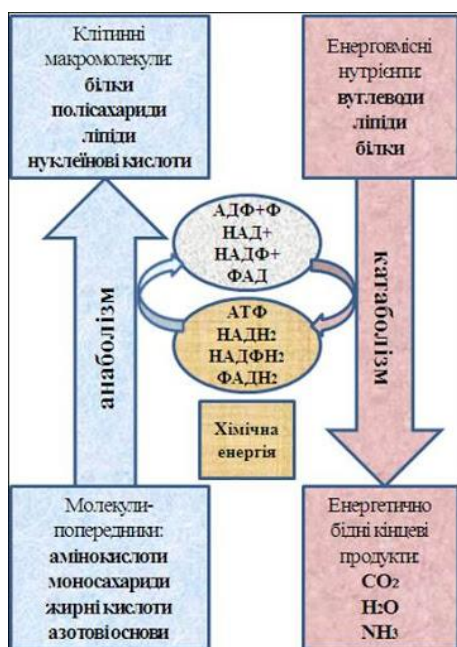 Клітинні
макромолекули:
білки
полісахариди
ліпіди
нуклеїнові кислоти
Енерговмісні
нутрієнти:
вуглеводи
ліпіди
білки
АДФ+Ф
НАД+
НАДФ+
ФАД
анаболізм
катаболізм
АТФ
НАДН2
НАДФН2
ФАДН2
Хімічна
енергія
Молекули-
попередники:
амінокислоти
моносахариди
жирні кислоти
азотові основи
Енергетично
бідні кінцеві
продукти:
CO2
H2O
NH3